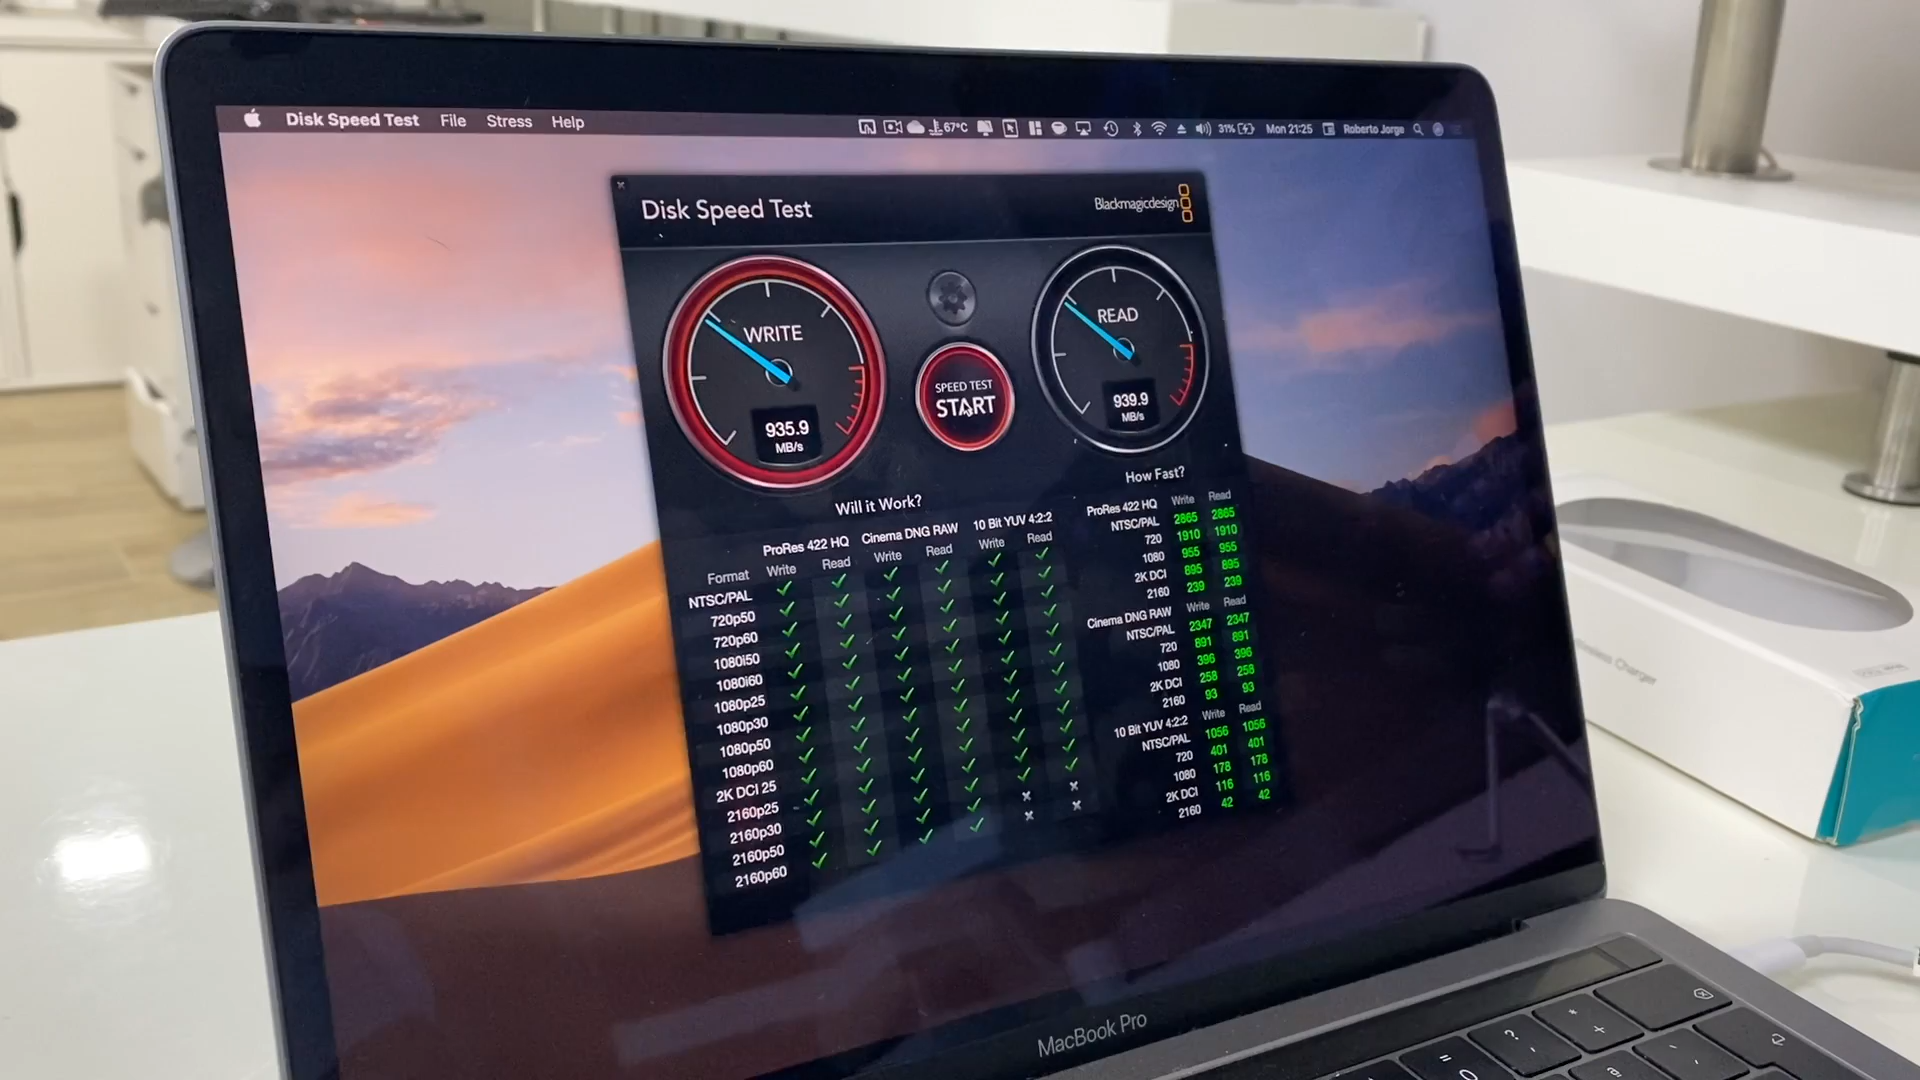 Disk Speed Test File Stress Help 67°C 31% Mon 21:25 Roberto Jorge
Disk Speed Test
Blackmagicdesign
WRITE
935.9
MB/s
SPEED TEST
START
READ
939.9
MB/s
Will it Work?
ProRes 422 HQ Cinema DNG RAW 10 Bit YUV 4:2:2
Format Write Read Write Read Write Read
NTSC/PAL ✓ ✓ ✓ ✓ ✓ ✓
720p50 ✓ ✓ ✓ ✓ ✓ ✓
720p60 ✓ ✓ ✓ ✓ ✓ ✓
1080i50 ✓ ✓ ✓ ✓ ✓ ✓
1080i60 ✓ ✓ ✓ ✓ ✓ ✓
1080p25 ✓ ✓ ✓ ✓ ✓ ✓
1080p30 ✓ ✓ ✓ ✓ ✓ ✓
1080p50 ✓ ✓ ✓ ✓ ✓ ✓
1080p60 ✓ ✓ ✓ ✓ ✓ ✓
2K DCI 25 ✓ ✓ ✓ ✓ ✓ ✓
2160p25 ✓ ✓ ✓ ✓ ✓ ✓
2160p30 ✓ ✓ ✓ ✓ ✓ ✓
2160p50 ✓ ✓ ✓ ✓ × ×
2160p60 ✓ ✓ ✓ ✓ × ×
How Fast?
ProRes 422 HQ Write Read
NTSC/PAL 2865 2865
720 1910 1910
1080 955 955
2K DCI 895 895
2160 239 239
Cinema DNG RAW Write Read
NTSC/PAL 2347 2347
720 891 891
1080 396 396
2K DCI 258 258
2160 93 93
10 Bit YUV 4:2:2 Write Read
NTSC/PAL 1056 1056
720 401 401
1080 178 178
2K DCI 116 116
2160 42 42
MacBook Pro
Wireless Charger